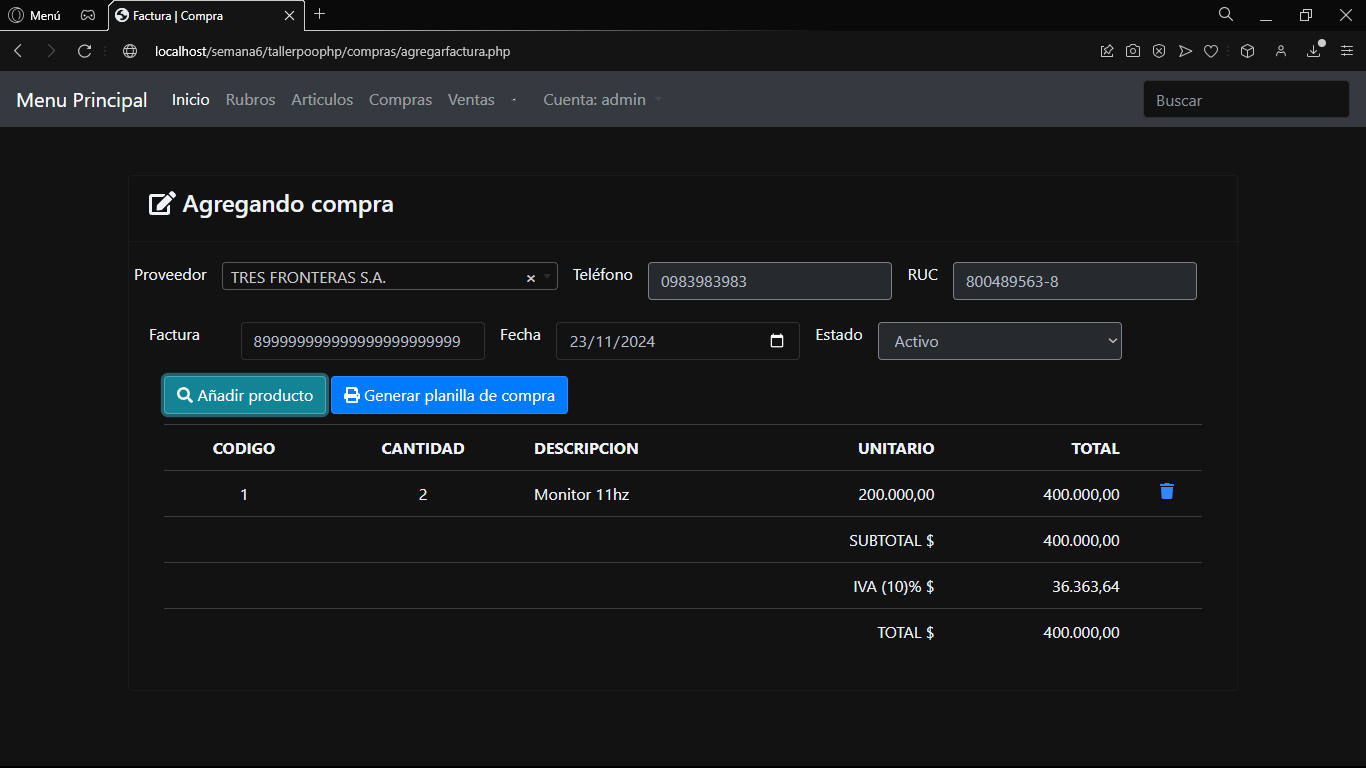 Menú
Factura | Compra
localhost/semana6/tallerpoophp/compras/agregarfactura.php
Menu Principal Inicio Rubros Articulos Compras Ventas - Cuenta: admin Buscar
Agregando compra
Proveedor TRES FRONTERAS S.A. × Teléfono 0983983983 RUC 800489563-8
Factura Fecha 23/11/2024 Estado Activo
Añadir producto Generar planilla de compra
CODIGO CANTIDAD DESCRIPCION UNITARIO TOTAL
1 2 Monitor 11hz 200.000,00 400.000,00
SUBTOTAL $ 400.000,00
IVA (10)% $ 36.363,64
TOTAL $ 400.000,00